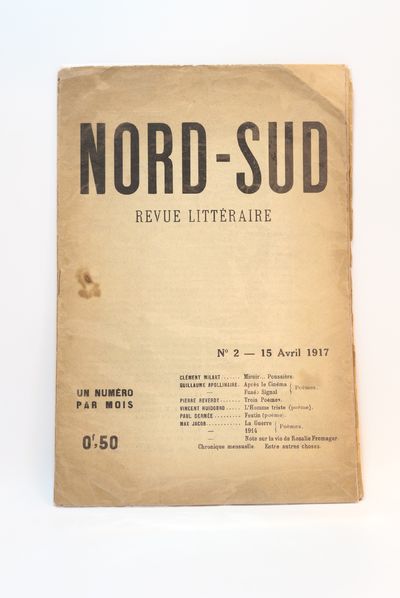 NORD-SUD
REVUE LITTÉRAIRE
N° 2 — 15 Avril 1917
CLÉMENT MILART....... Miroir... Poussière.
GUILLAUME APOLLINAIRE. Après le Cinéma
— Fusée Signal } Poèmes.
PIERRE REVERDY...... Trois Poèmes.
VINCENT HUIDOBRO..... L'Homme triste (poème).
PAUL DERMÉE......... Festin (poème).
MAX JACOB........... La Guerre
— 1914 } Poèmes.
— Note sur la vie de Rosalie Fromager
Chronique mensuelle. Entre autres choses.
UN NUMÉRO
PAR MOIS
0f,50